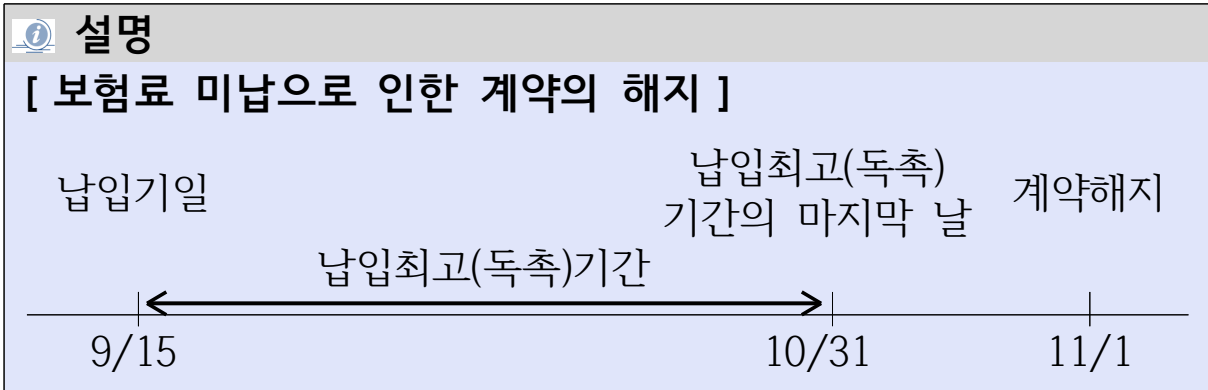 설명
[ 보험료 미납으로 인한 계약의 해지 ]
납입기일
납입최고(독촉)
기간의 마지막 날
계약해지
납입최고(독촉)기간
9/15
10/31
11/1